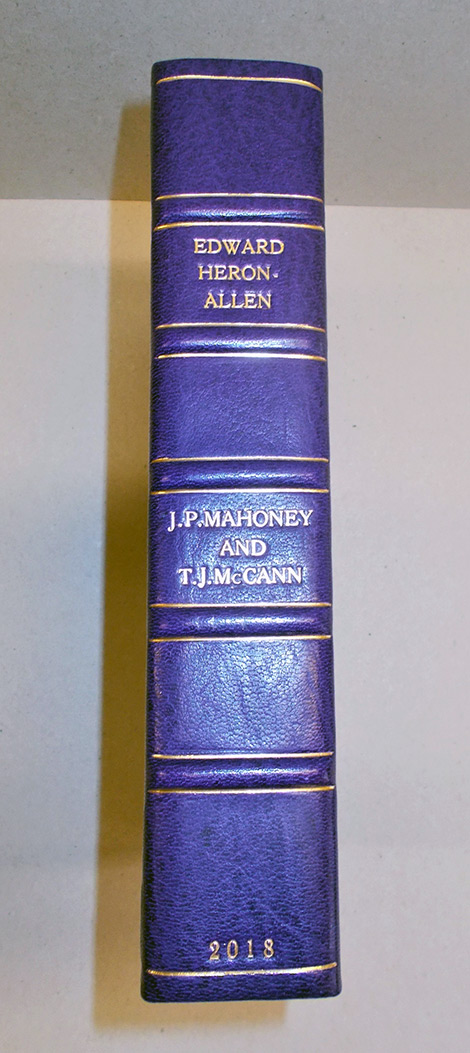 EDWARD
HERON-
ALLEN
J.P.MAHONEY
AND
T.J.McCANN
2018